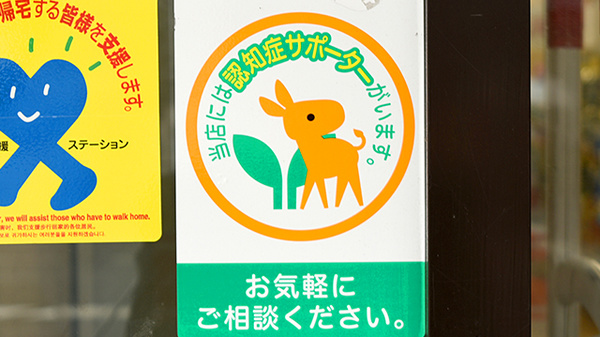 帰宅する皆様を支援します。
援
ステーション
, we will assist those who have to walk home.
当店には認知症サポーターがいます。
お気軽に
ご相談ください。